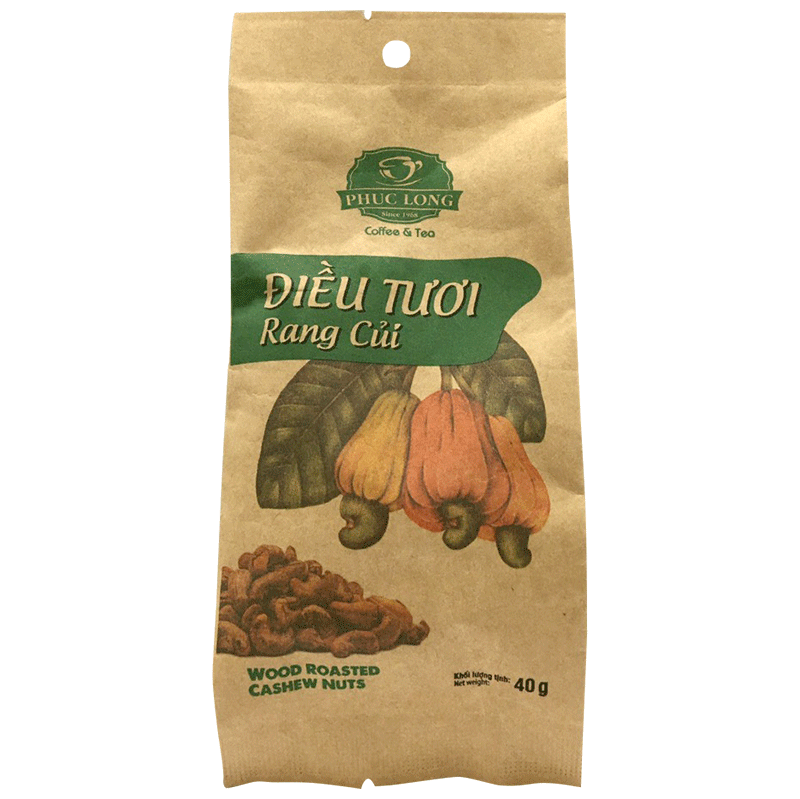 PHUC LONG
Since 1968
Coffee & Tea
ĐIỀU TƯƠI
Rang Củi
WOOD ROASTED
CASHEW NUTS
Khối lượng tịnh:
Net weight:
40 g